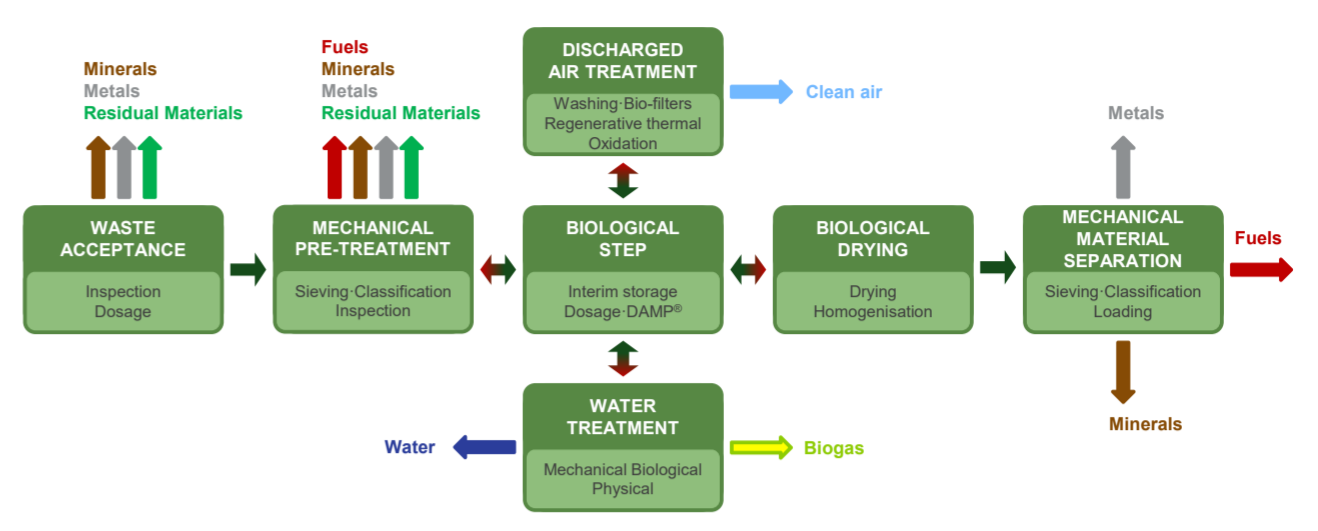 Minerals
Metals
Residual Materials
Fuels
Minerals
Metals
Residual Materials
DISCHARGED
AIR TREATMENT
Washing·Bio-filters
Regenerative thermal
Oxidation
Clean air
Metals
WASTE
ACCEPTANCE
Inspection
Dosage
MECHANICAL
PRE-TREATMENT
Sieving·Classification
Inspection
BIOLOGICAL
STEP
Interim storage
Dosage·DAMP®
BIOLOGICAL
DRYING
Drying
Homogenisation
MECHANICAL
MATERIAL
SEPARATION
Sieving·Classification
Loading
Fuels
Water
WATER
TREATMENT
Mechanical Biological
Physical
Biogas
Minerals